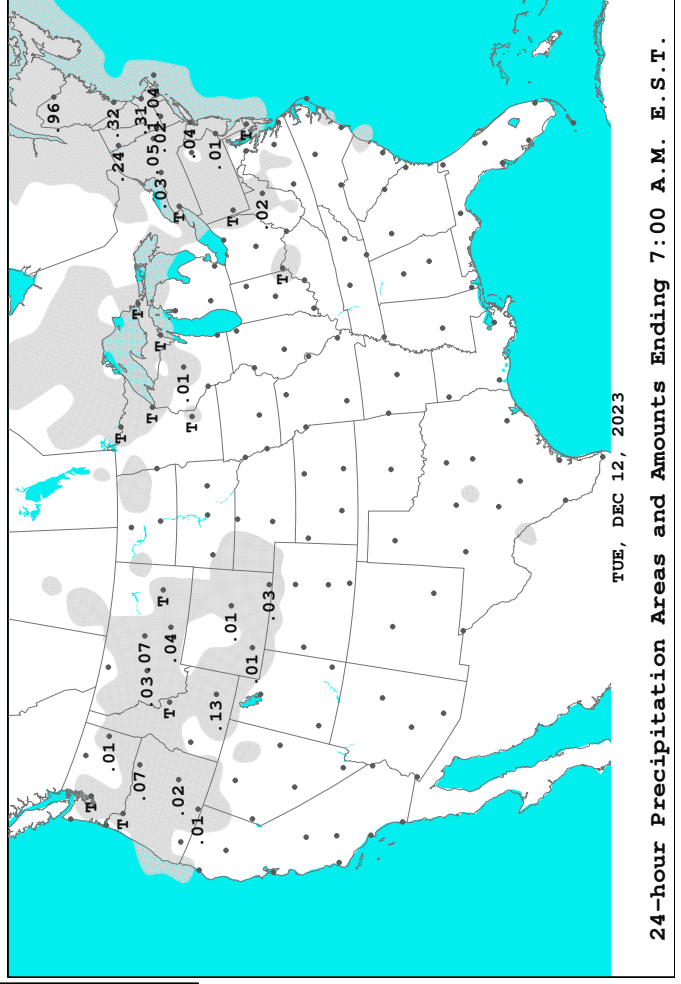 .96
T
.01
.32
.24
T
T
T
.07
.07
.31
T
T
.03
.04
.05
.04
T
.02
T
.03
T
.04
T
.02
.01
T
.04
.01
.13
.01
.01
T
T
.01
.02
.03
T
TUE, DEC 12, 2023
24-hour Precipitation Areas and Amounts Ending 7:00 A.M. E.S.T.